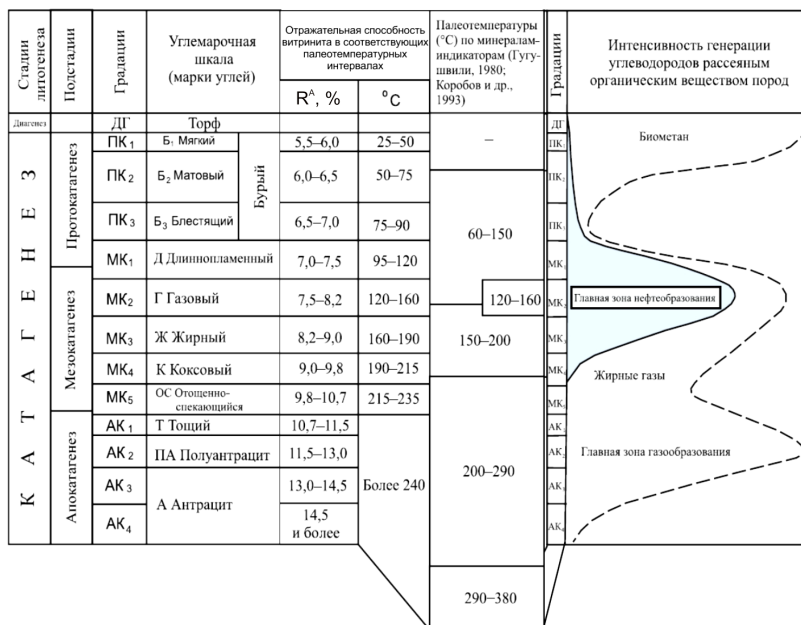 Стадии литогенеза
Подстадии
Градации
Углемарочная
шкала
(марки углей)
Отражательная способность
витринита в соответствующих
палеотемпературных
интервалах
R^A, %
°C
Палеотемпературы
(°C) по минералам-
индикаторам (Гугу-
швили, 1980;
Коробов и др.,
1993)
Градации
Интенсивность генерации
углеводородов рассеяным
органическим веществом пород
Диагенез
ДГ
Торф
ДГ
КАТАГЕНЕЗ
Протокатагенез
Мезокатагенез
Апокатагенез
ПК1 Б1 Мягкий 5,5–6,0 25–50 – ПК1
Биометан
ПК2 Б2 Матовый 6,0–6,5 50–75 ПК2
Бурый
ПК3 Б3 Блестящий 6,5–7,0 75–90 60–150 ПК3
МК1 Д Длиннопламенный 7,0–7,5 95–120 МК1
МК2 Г Газовый 7,5–8,2 120–160 120–160 МК2
Главная зона нефтеобразования
МК3 Ж Жирный 8,2–9,0 160–190 150–200 МК3
МК4 К Коксовый 9,0–9,8 190–215 МК4
Жирные газы
МК5 ОС Отощенно-
спекающийся 9,8–10,7 215–235 МК5
АК1 Т Тощий 10,7–11,5 АК1
АК2 ПА Полуантрацит 11,5–13,0 200–290 АК2
Главная зона газообразования
АК3 А Антрацит 13,0–14,5 Более 240 АК3
АК4 14,5
и более АК4
290–380